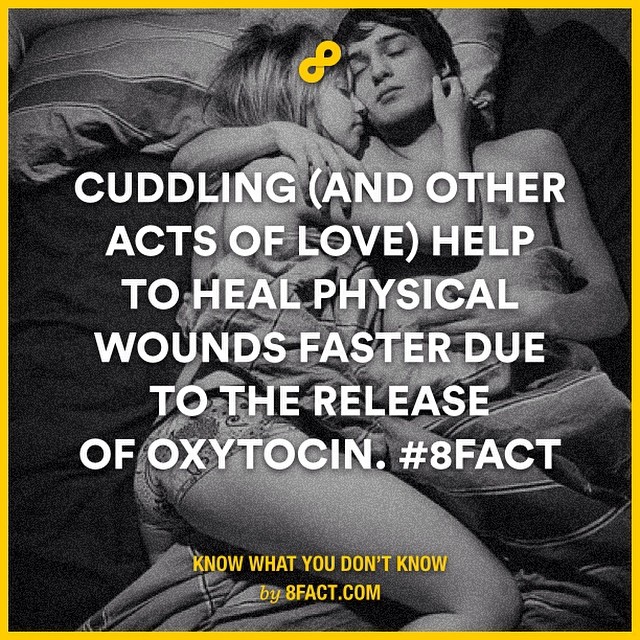 CUDDLING (AND OTHER
ACTS OF LOVE) HELP
TO HEAL PHYSICAL
WOUNDS FASTER DUE
TO THE RELEASE
OF OXYTOCIN. #8FACT
KNOW WHAT YOU DON'T KNOW
by 8FACT.COM